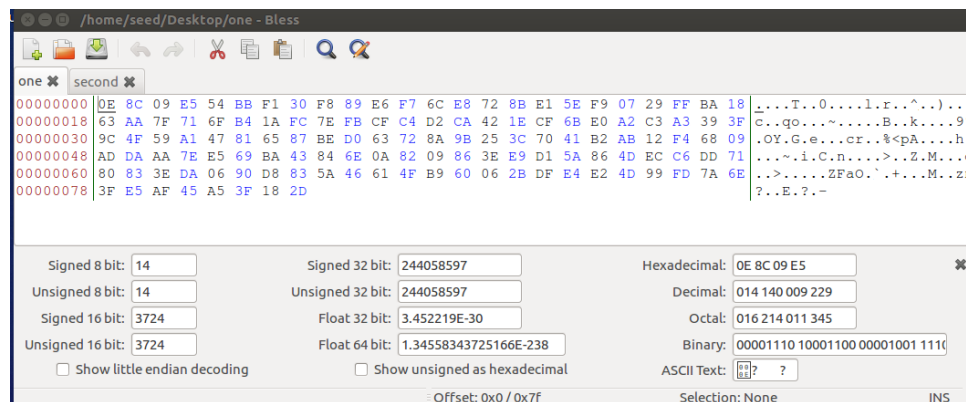 /home/seed/Desktop/one - Bless
one second
00000000 0E 8C 09 E5 54 BB F1 30 F8 89 E6 F7 6C E8 72 8B E1 5E F9 07 29 FF BA 18 ....T..0....l.r..^..)...
00000018 63 AA 7F 71 6F B4 1A FC 7E FB CF C4 D2 CA 42 1E CF 6B E0 A2 C3 A3 39 3F c..qo...~.....B..k....9
00000030 9C 4F 59 A1 47 81 65 87 BE D0 63 72 8A 9B 25 3C 70 41 B2 AB 12 F4 68 09 .OY.G.e...cr..%<pA....h
00000048 AD DA AA 7E E5 69 BA 43 84 6E 0A 82 09 86 3E E9 D1 5A 86 4D EC C6 DD 71 ...~.i.C.n....>..Z.M...
00000060 80 83 3E DA 06 90 D8 83 5A 46 61 4F B9 60 06 2B DF E4 E2 4D 99 FD 7A 6E ..>.....ZFaO.`.+...M..z
00000078 3F E5 AF 45 A5 3F 18 2D ?..E.?.-
Signed 8 bit: 14 Signed 32 bit: 244058597 Hexadecimal: 0E 8C 09 E5
Unsigned 8 bit: 14 Unsigned 32 bit: 244058597 Decimal: 014 140 009 229
Signed 16 bit: 3724 Float 32 bit: 3.452219E-30 Octal: 016 214 011 345
Unsigned 16 bit: 3724 Float 64 bit: 1.34558343725166E-238 Binary: 00001110 10001100 00001001 1110
Show little endian decoding Show unsigned as hexadecimal ASCII Text: ? ?
Offset: 0x0 / 0x7f Selection: None INS